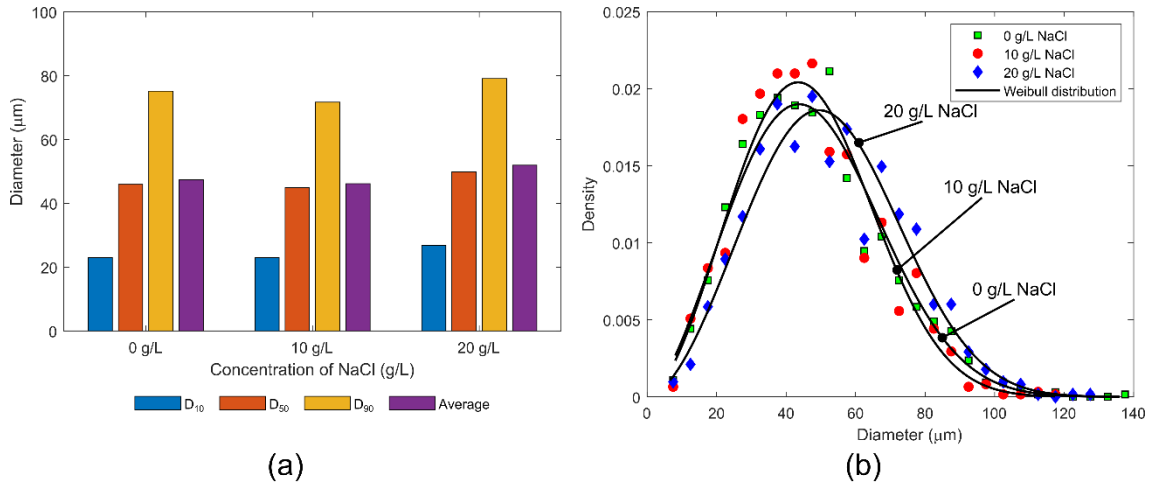 100
80
60
40
20
0
Diameter (μm)
0 g/L
10 g/L
20 g/L
Concentration of NaCl (g/L)
D₁₀
D₅₀
D₉₀
Average
(a)
0.025
0.02
0.015
0.01
0.005
0
Density
0 g/L NaCl
10 g/L NaCl
20 g/L NaCl
Weibull distribution
20 g/L NaCl
10 g/L NaCl
0 g/L NaCl
0
20
40
60
80
100
120
140
Diameter (μm)
(b)